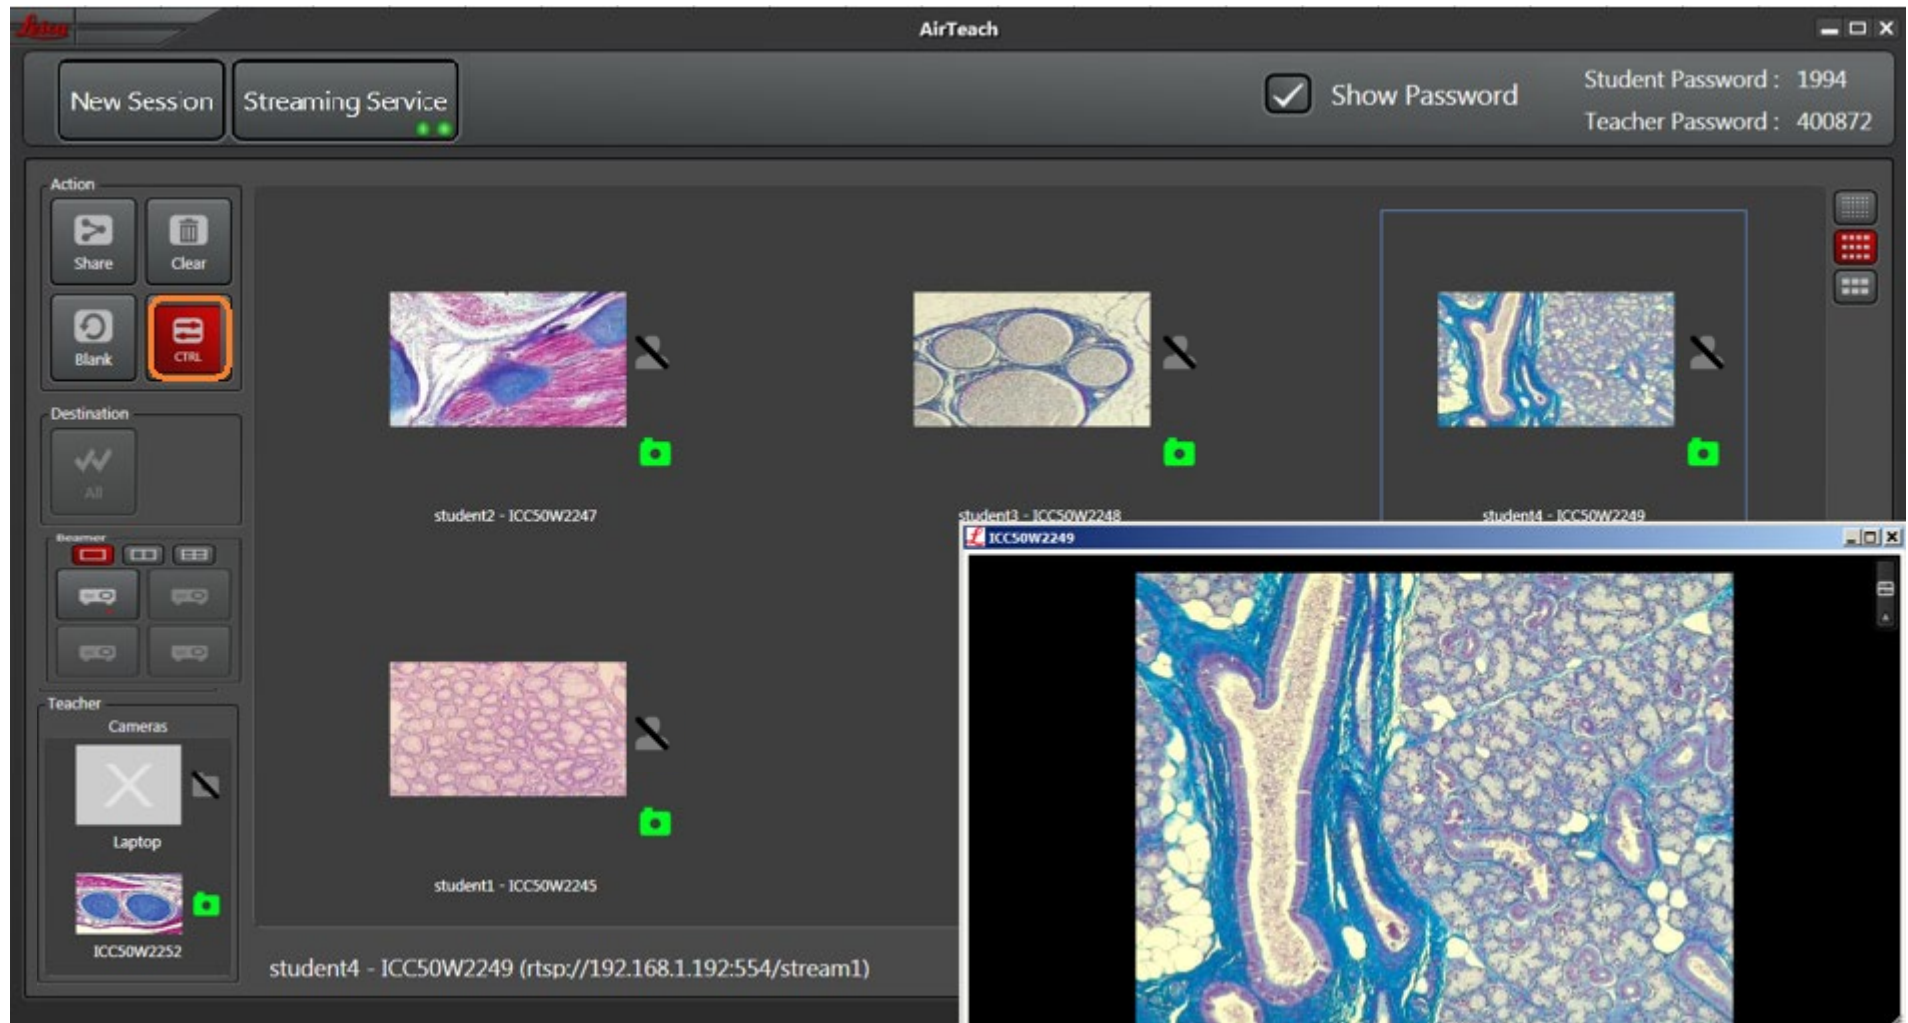 Leica
AirTeach
New Session
Streaming Service
Show Password
Student Password : 1994
Teacher Password : 400872
Action
Share
Clear
Blank
CTRL
Destination
All
Beamer
Teacher
Cameras
Laptop
ICC50W2252
student2 - ICC50W2247
student3 - ICC50W2248
student4 - ICC50W2249
student1 - ICC50W2245
ICC50W2249
student4 - ICC50W2249 (rtsp://192.168.1.192:554/stream1)